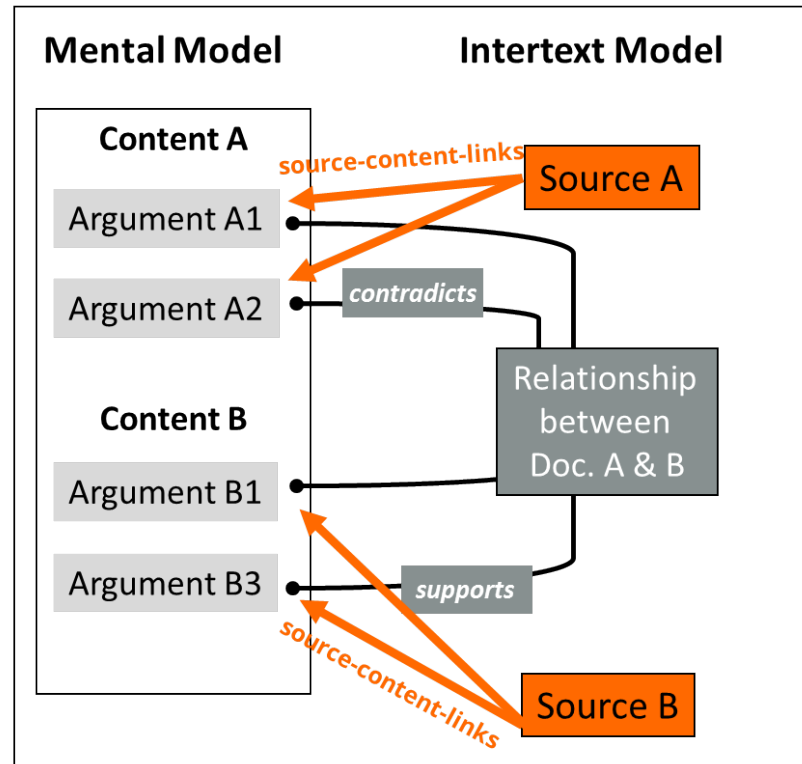 Mental Model
Intertext Model
Content A
source-content-links
Source A
Argument A1
Argument A2
contradicts
Relationship
between
Doc. A & B
Content B
Argument B1
Argument B3
supports
source-content-links
Source B